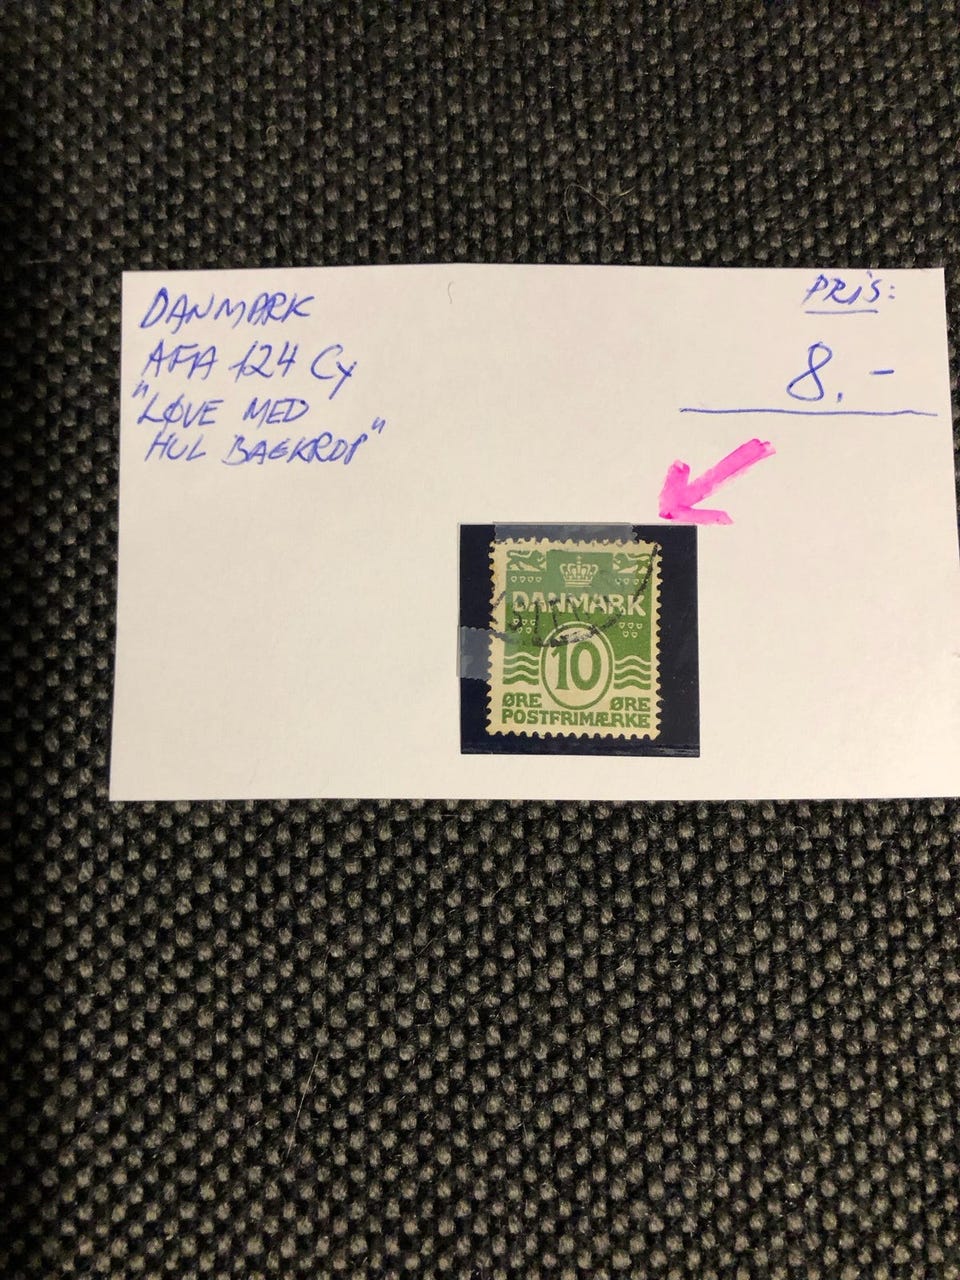 DANMARK
AFA 124 Cy
"LØVE MED
HUL BAGKROP"
PRIS:
8.-
DANMARK
10
ØRE ØRE
POSTFRIMÆRKE